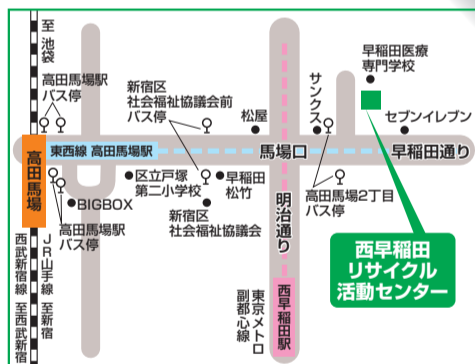 至 池袋
高田馬場駅
バス停
新宿区
社会福祉協議会前
バス停
松屋
サンクス
早稲田医療
専門学校
セブンイレブン
高田馬場
東西線 高田馬場駅
馬場口
早稲田通り
区立戸塚
第二小学校
早稲田
松竹
高田馬場2丁目
バス停
BIGBOX
新宿区
社会福祉協議会
高田馬場駅
バス停
明治通り
西早稲田
リサイクル
活動センター
西武新宿線 至西武新宿
JR山手線 至新宿
東京メトロ
副都心線
西早稲田駅